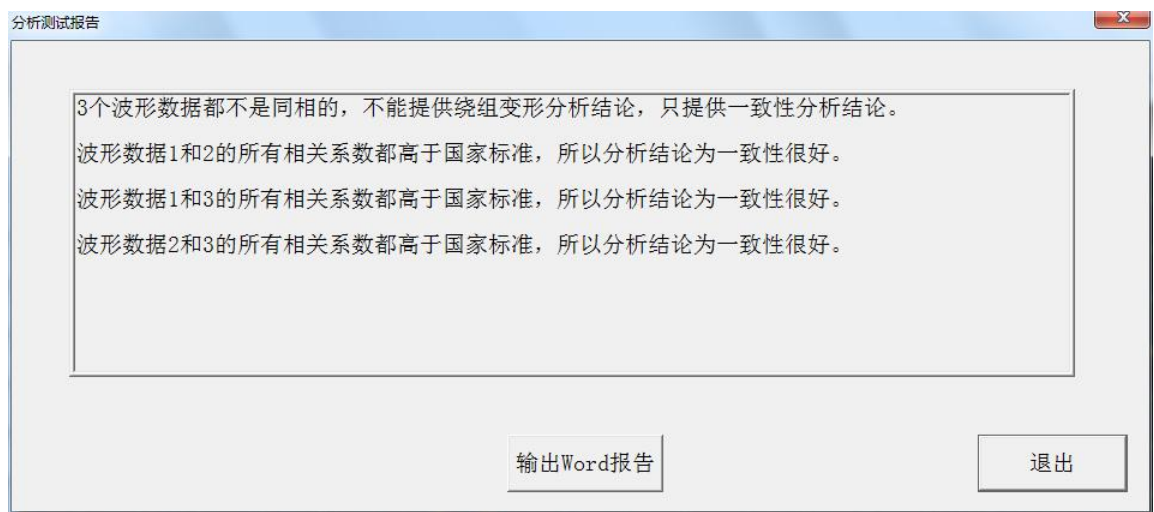 分析测试报告
3个波形数据都不是同相的，不能提供绕组变形分析结论，只提供一致性分析结论。
波形数据1和2的所有相关系数都高于国家标准，所以分析结论为一致性很好。
波形数据1和3的所有相关系数都高于国家标准，所以分析结论为一致性很好。
波形数据2和3的所有相关系数都高于国家标准，所以分析结论为一致性很好。
输出Word报告
退出